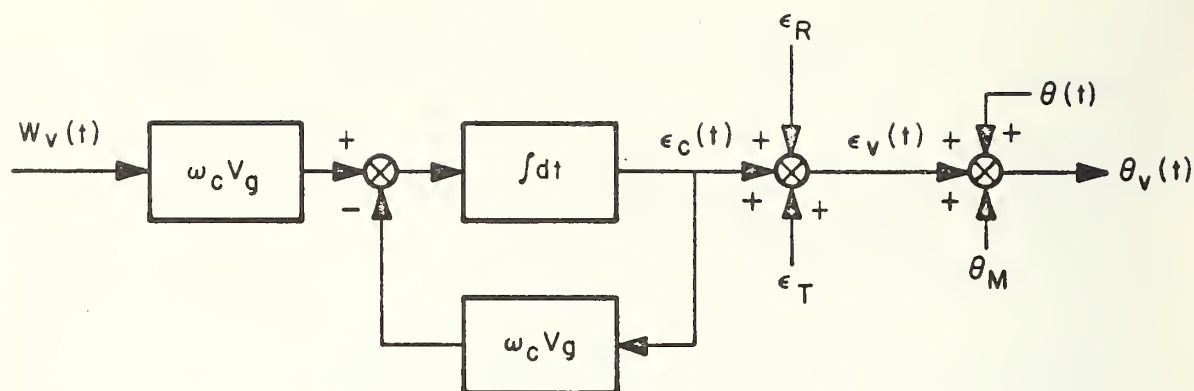 ϵ_R
W_v(t)
ω_c V_g
+
-
∫dt
ϵ_c(t)
+
+
+
ϵ_T
ϵ_v(t)
+
+
+
θ(t)
θ_M
θ_v(t)
ω_c V_g